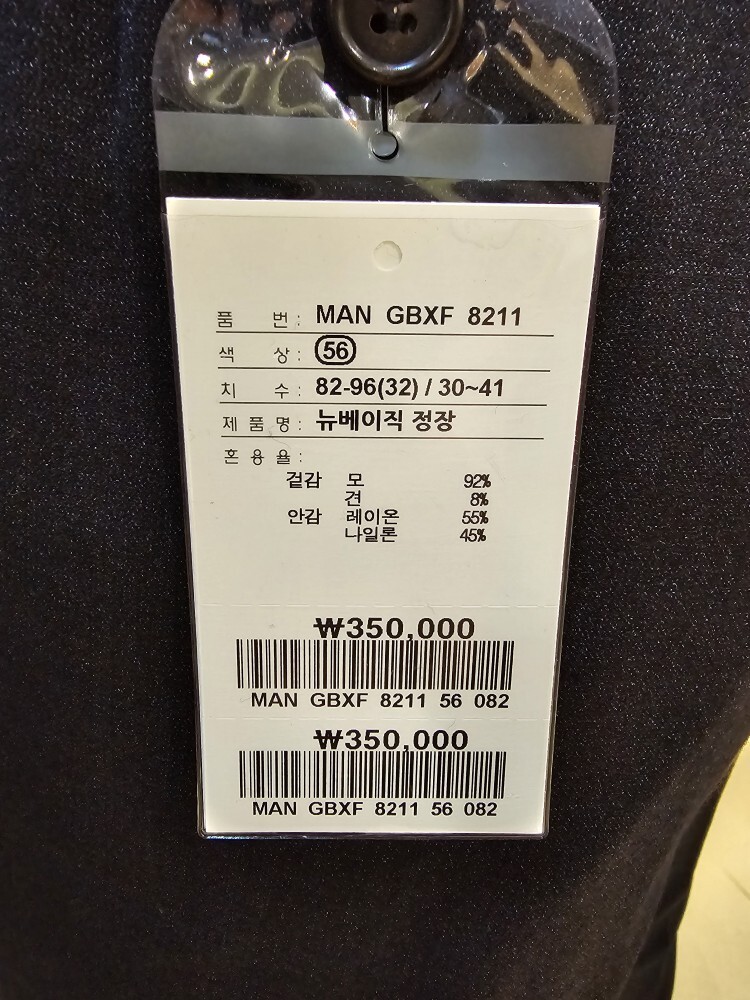 품 번 : MAN GBXF 8211
색 상 : 56
치 수 : 82-96(32) / 30~41
제 품 명 : 뉴베이직 정장
혼 용 율 :
겉감 모 92%
견 8%
안감 레이온 55%
나일론 45%
₩350,000
MAN GBXF 8211 56 082
₩350,000
MAN GBXF 8211 56 082